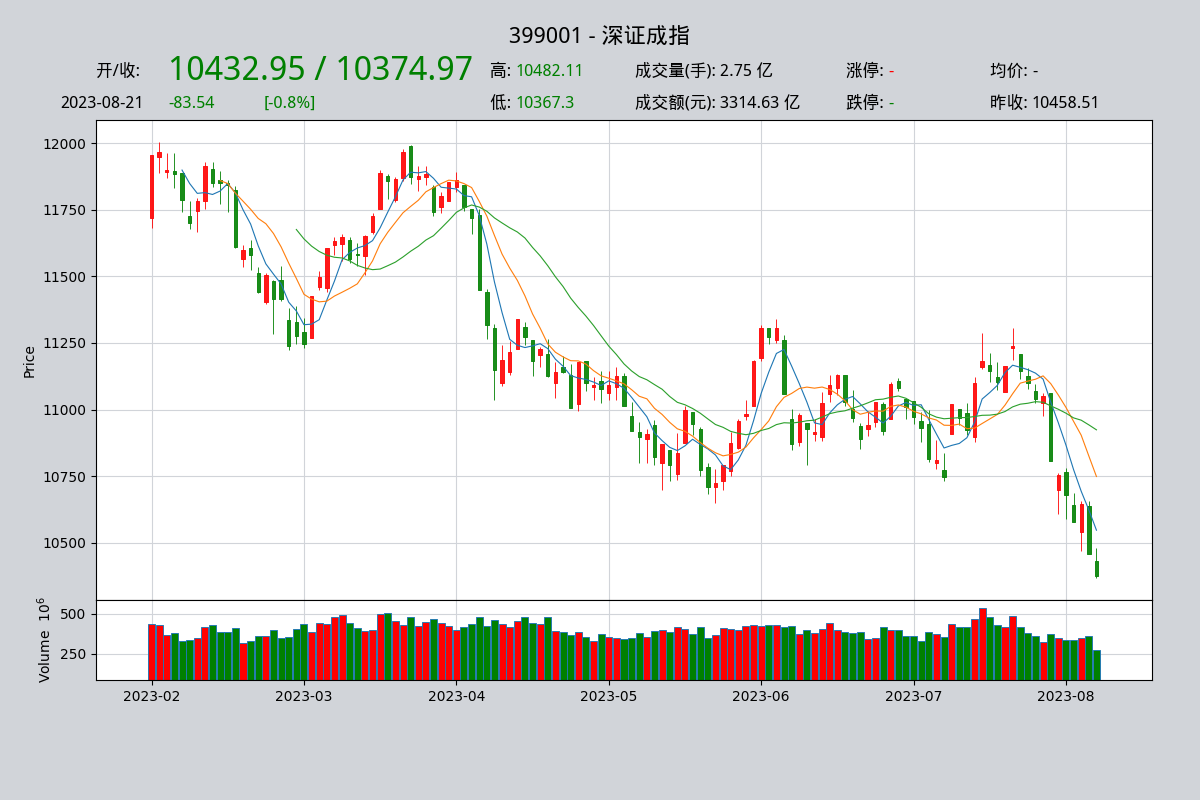 399001 - 深证成指
开/收: 10432.95 / 10374.97 高: 10482.11 成交量(手): 2.75 亿 涨停: - 均价: -
2023-08-21 -83.54 [-0.8%] 低: 10367.3 成交额(元): 3314.63 亿 跌停: - 昨收: 10458.51
12000
11750
11500
11250
11000
10750
10500
Price
500
250
Volume 10^6
2023-02 2023-03 2023-04 2023-05 2023-06 2023-07 2023-08